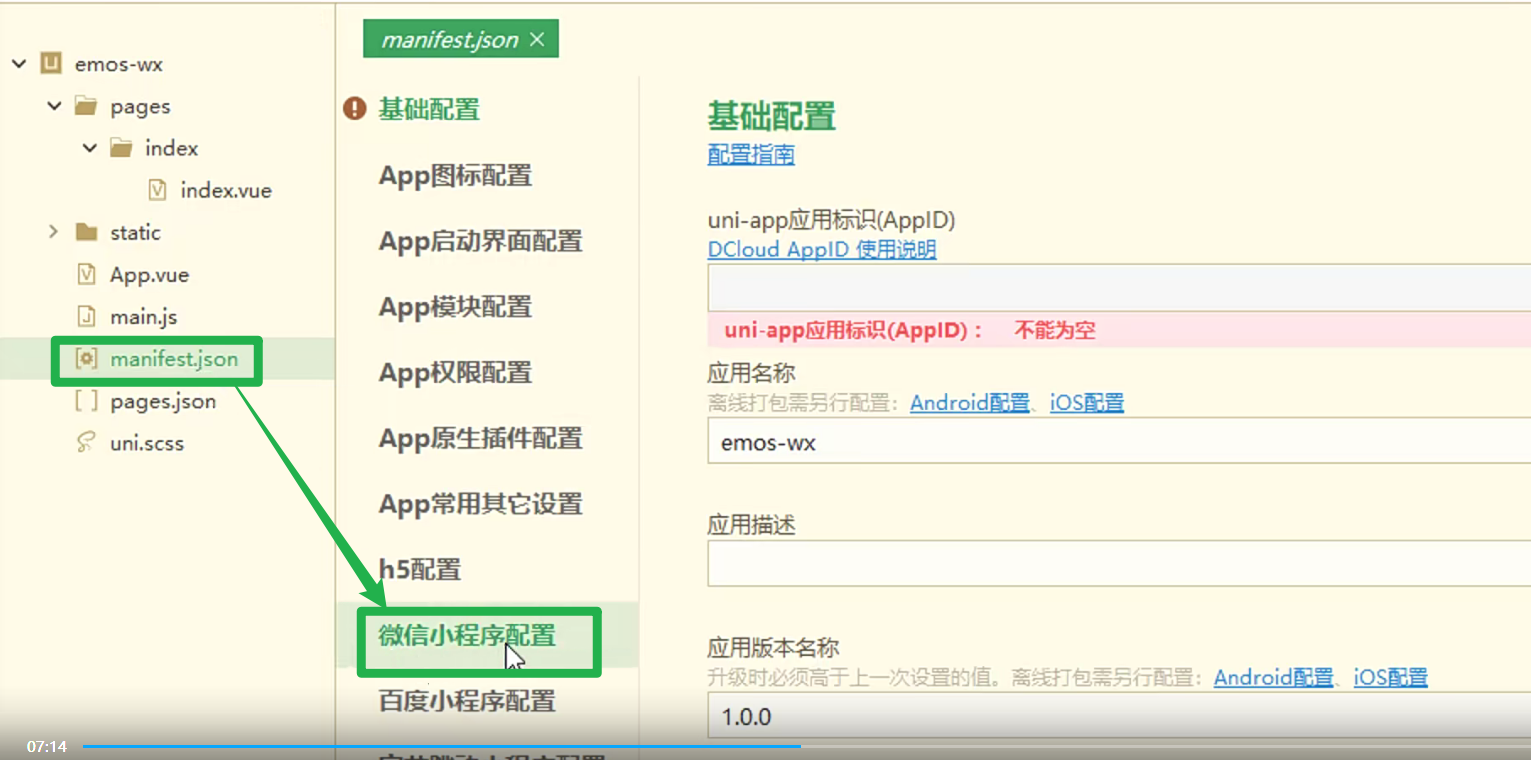 emos-wx
pages
index
index.vue
static
App.vue
main.js
manifest.json
pages.json
uni.scss
manifest.json
基础配置
App图标配置
App启动界面配置
App模块配置
App权限配置
App原生插件配置
App常用其它设置
h5配置
微信小程序配置
百度小程序配置
基础配置
配置指南
uni-app应用标识(AppID)
DCloud AppID 使用说明
uni-app应用标识(AppID)： 不能为空
应用名称
离线打包需另行配置：Android配置、iOS配置
emos-wx
应用描述
应用版本名称
升级时必须高于上一次设置的值。离线打包需另行配置：Android配置、iOS配置
1.0.0
07:14